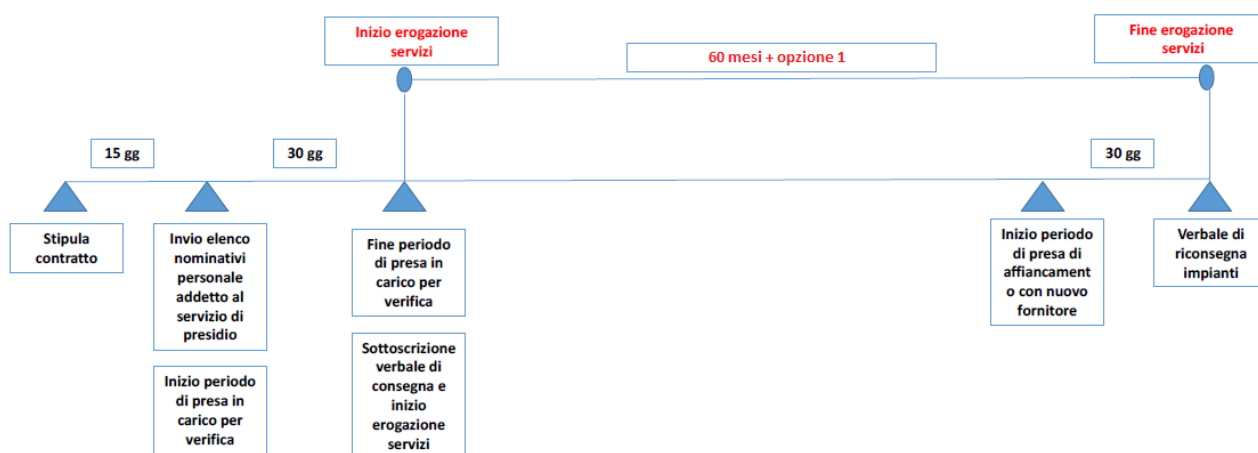 Inizio erogazione
servizi
60 mesi + opzione 1
Fine erogazione
servizi
15 gg
30 gg
30 gg
Stipula
contratto
Invio elenco
nominativi
personale
addetto al
servizio di
presidio
Inizio periodo
di presa in
carico per
verifica
Fine periodo
di presa in
carico per
verifica
Sottoscrizione
verbale di
consegna e
inizio
erogazione
servizi
Inizio periodo
di presa di
affiancament
o con nuovo
fornitore
Verbale di
riconsegna
impianti